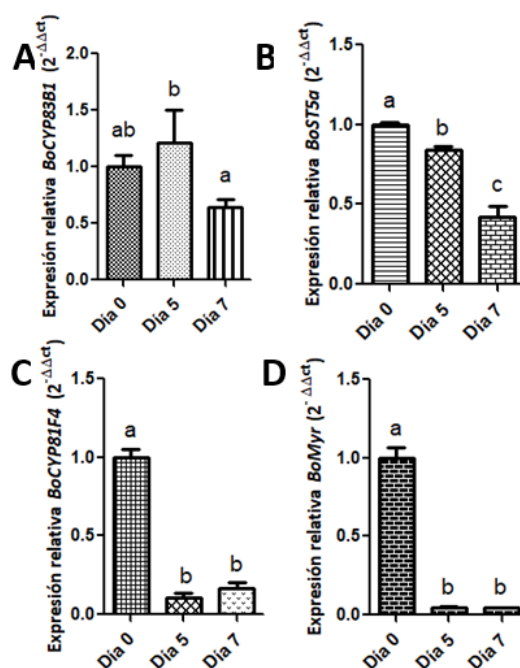 A
Expresión relativa BoCYP83B1 (2^-ΔΔct)
2.0
1.5
1.0
0.5
0.0
ab
b
a
Dia 0
Dia 5
Dia 7
B
Expresión relativa BoST5a (2^-ΔΔct)
1.5
1.0
0.5
0.0
a
b
c
Dia 0
Dia 5
Dia 7
C
Expresión relativa BoCYP81F4 (2^-ΔΔct)
1.5
1.0
0.5
0.0
a
b
b
Dia 0
Dia 5
Dia 7
D
Expresión relativa BoMyr (2^-ΔΔct)
1.5
1.0
0.5
0.0
a
b
b
Dia 0
Dia 5
Dia 7